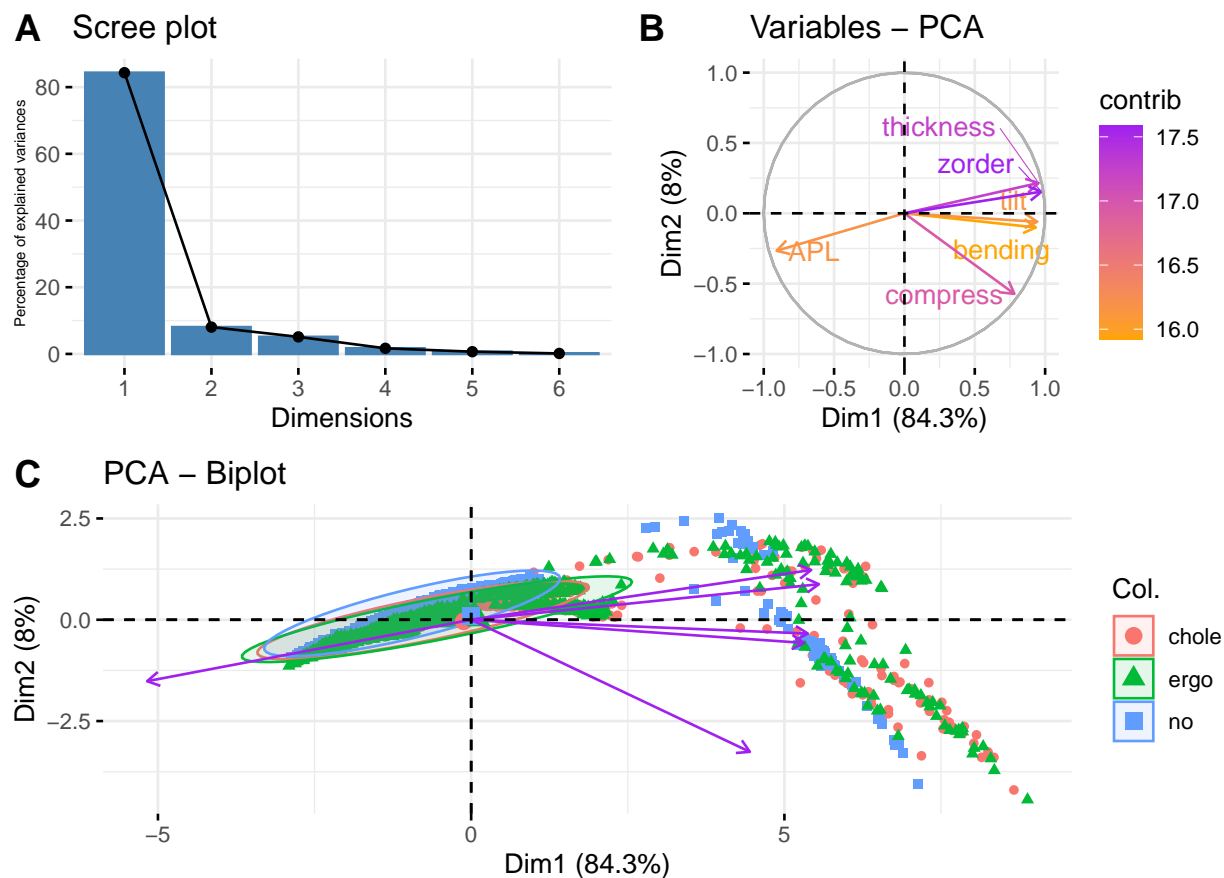 A Scree plot
Percentage of explained variances
80
60
40
20
0
1 2 3 4 5 6
Dimensions
B Variables – PCA
Dim2 (8%)
1.0
0.5
0.0
−0.5
−1.0
thickness
zorder
tilt
bending
APL
compress
−1.0 −0.5 0.0 0.5 1.0
Dim1 (84.3%)
contrib
17.5
17.0
16.5
16.0
C PCA – Biplot
Dim2 (8%)
2.5
0.0
−2.5
−5 0 5
Dim1 (84.3%)
Col.
chole
ergo
no